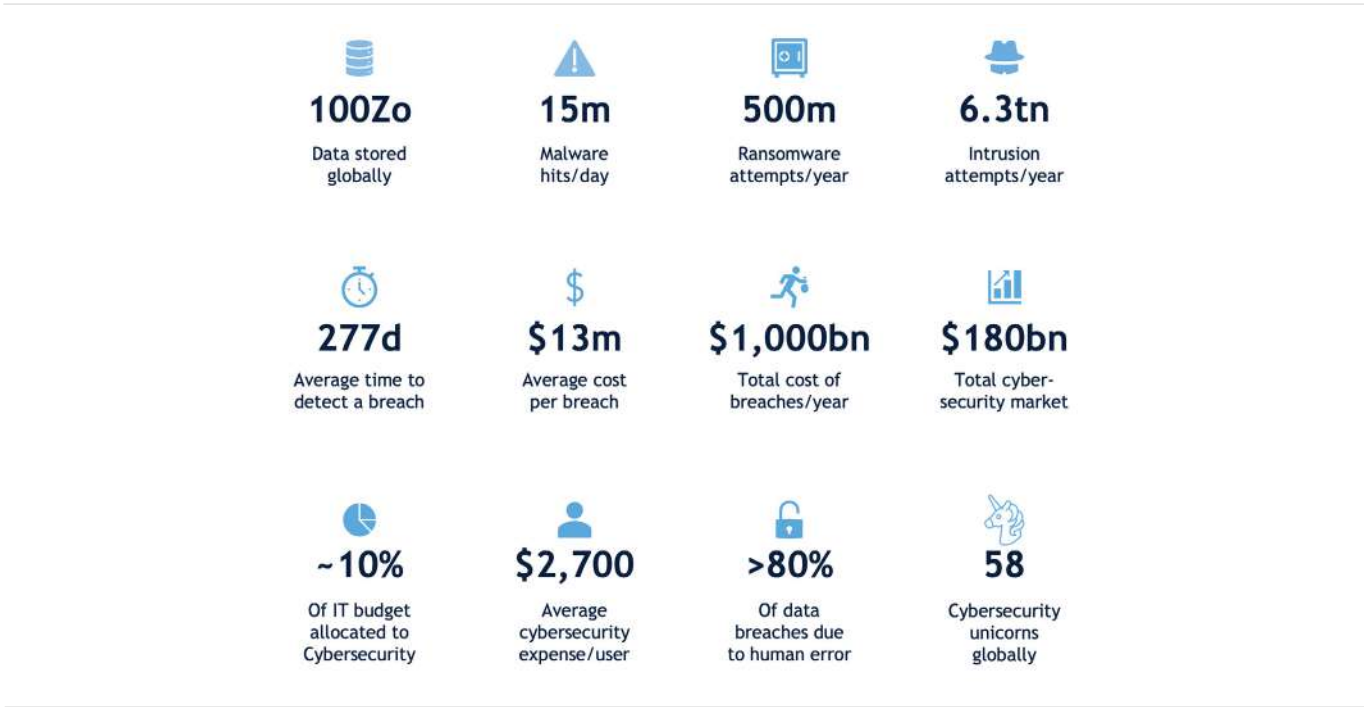 100Zo
Data stored
globally
15m
Malware
hits/day
500m
Ransomware
attempts/year
6.3tn
Intrusion
attempts/year
277d
Average time to
detect a breach
$13m
Average cost
per breach
$1,000bn
Total cost of
breaches/year
$180bn
Total cyber-
security market
~10%
Of IT budget
allocated to
Cybersecurity
$2,700
Average
cybersecurity
expense/user
>80%
Of data
breaches due
to human error
58
Cybersecurity
unicorns
globally